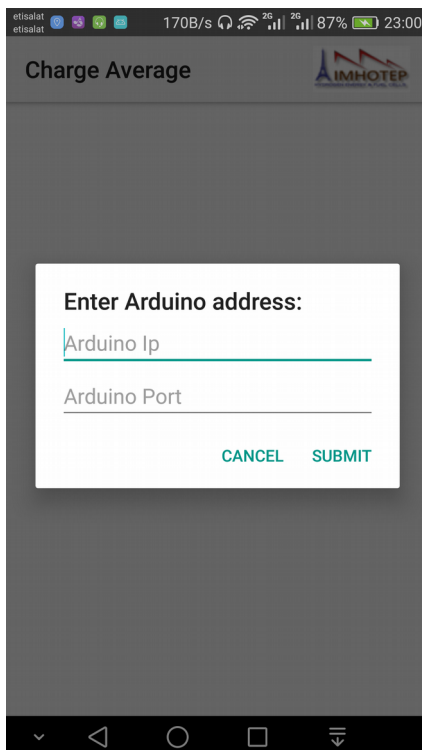 etisalat
etisalat
170B/s 2G 2G 87% 23:00
Charge Average
IMHOTEP
Enter Arduino address:
Arduino Ip
Arduino Port
CANCEL SUBMIT